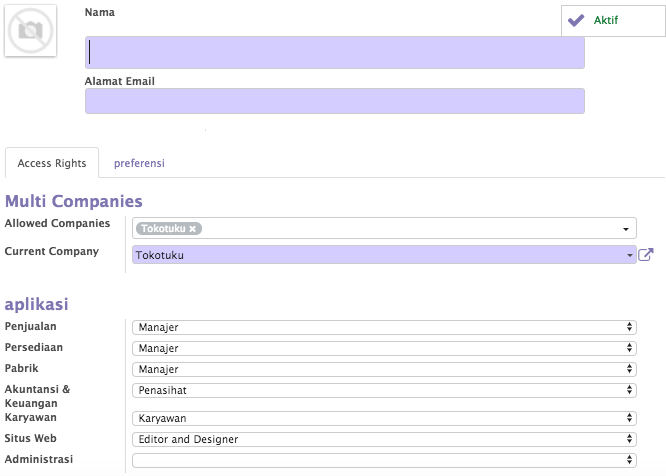 Nama
Aktif
Alamat Email
Access Rights preferensi
Multi Companies
Allowed Companies Tokotuku ×
Current Company Tokotuku
aplikasi
Penjualan Manajer
Persediaan Manajer
Pabrik Manajer
Akuntansi & Penasihat
Keuangan
Karyawan Karyawan
Situs Web Editor and Designer
Administrasi